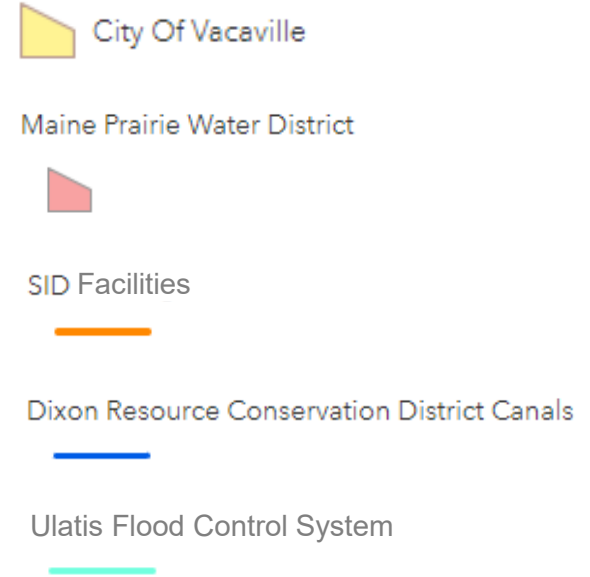 City Of Vacaville
Maine Prairie Water District
SID Facilities
Dixon Resource Conservation District Canals
Ulatis Flood Control System